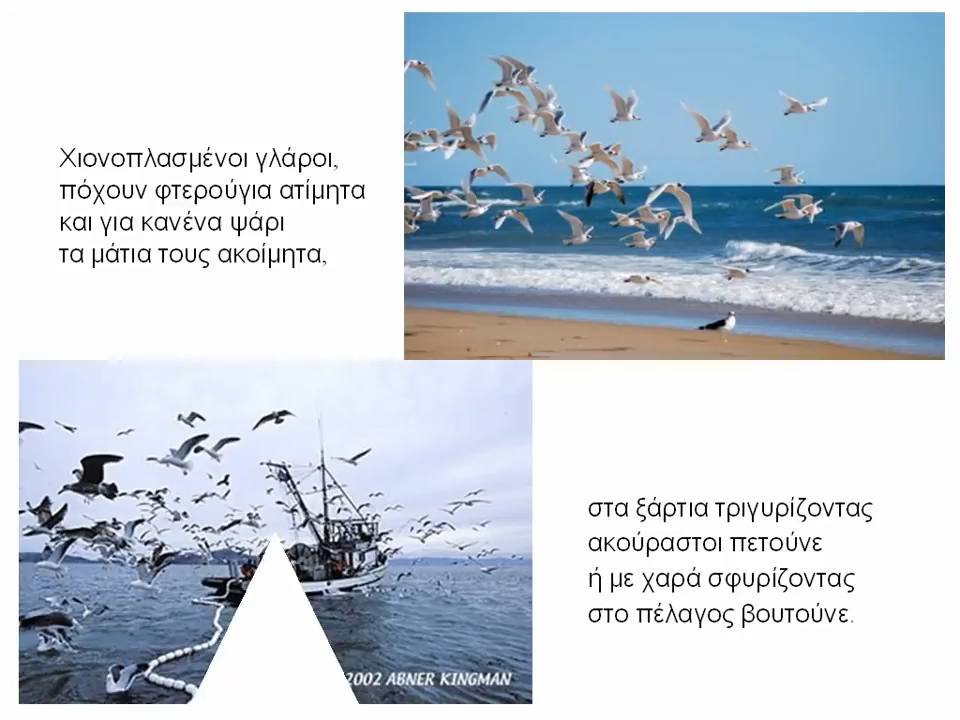 Χιονοπλασμένοι γλάροι,
πόχουν φτερούγια ατίμητα
και για κανένα ψάρι
τα μάτια τους ακοίμητα,
στα ξάρτια τριγυρίζοντας
ακούραστοι πετούνε
ή με χαρά σφυρίζοντας
στο πέλαγος βουτούνε.
2002 ABNER KINGMAN